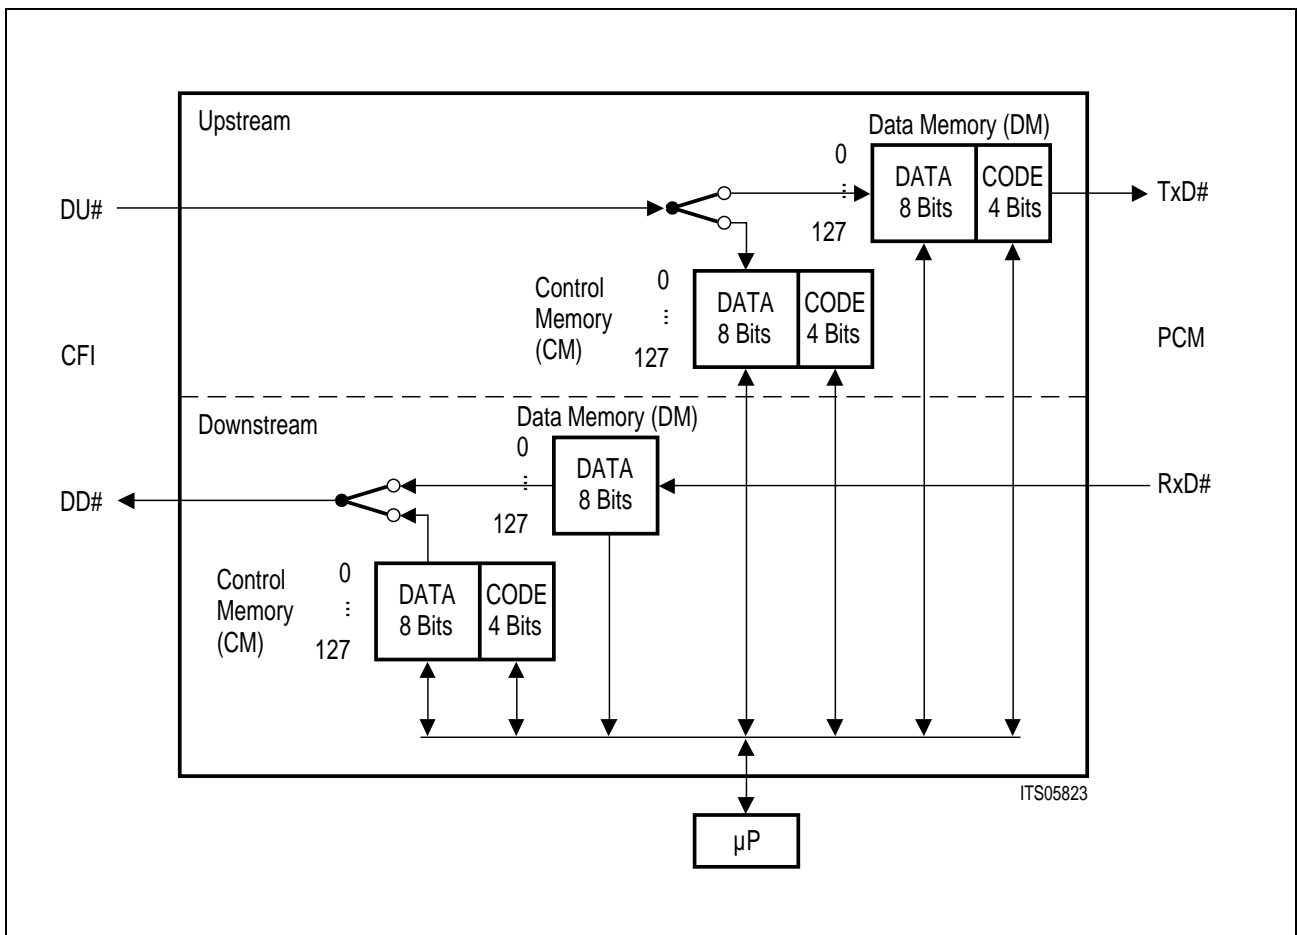 Upstream
Data Memory (DM)
0
⋮
127
DATA
8 Bits
CODE
4 Bits
DU#
TxD#
Control
Memory
(CM)
0
⋮
127
DATA
8 Bits
CODE
4 Bits
CFI
PCM
Downstream
Data Memory (DM)
0
⋮
127
DATA
8 Bits
DD#
RxD#
Control
Memory
(CM)
0
⋮
127
DATA
8 Bits
CODE
4 Bits
ITS05823
µP